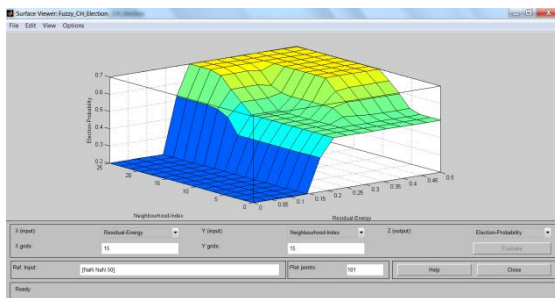 Surface Viewer: Fuzzy_CH_Election
File Edit View Options
0.7
0.6
0.5
0.4
0.3
0.2
25
20
15
10
5
0
0
0.05
0.1
0.15
0.2
0.25
0.3
0.35
0.4
0.45
0.5
Election-Probability
Neighbourhood-Index
Residual-Energy
X (input): Residual-Energy Y (input): Neighbourhood-Index Z (output): Election-Probability
X grids: 15 Y grids: 15 Evaluate
Ref. Input: [NaN NaN 50] Plot points: 101 Help Close
Ready